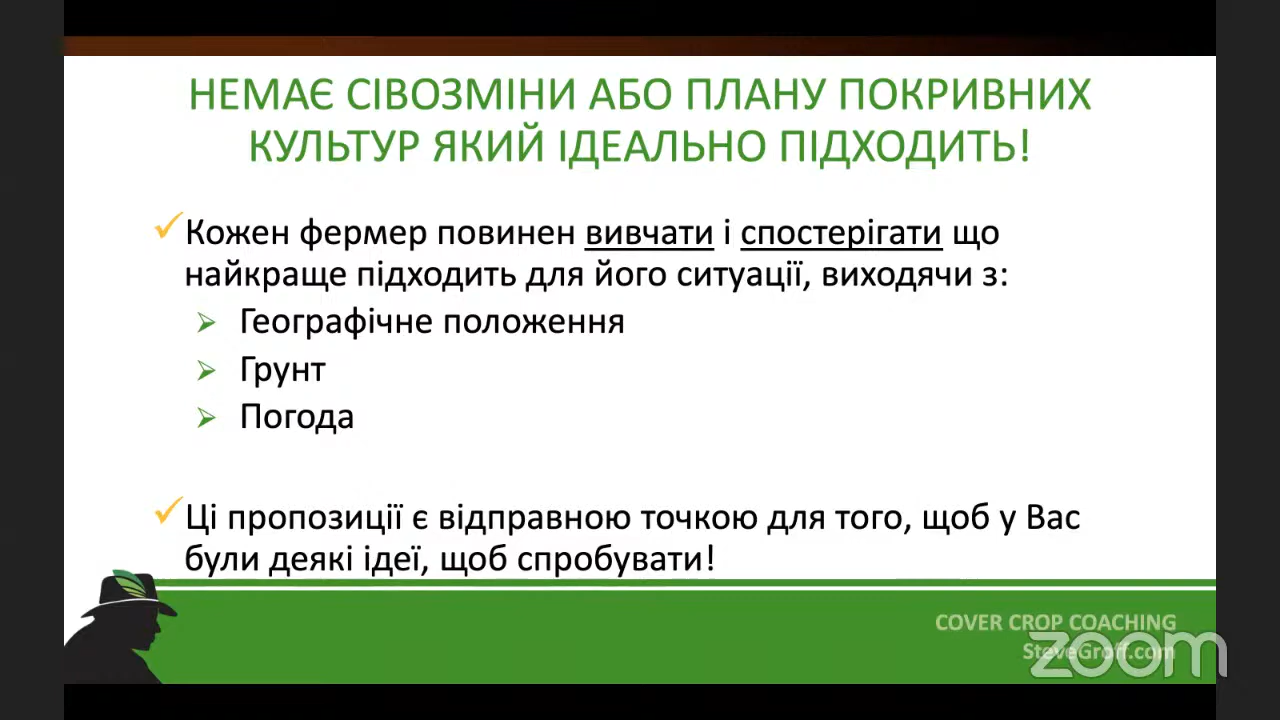 НЕМАЄ СІВОЗМІНИ АБО ПЛАНУ ПОКРИВНИХ
КУЛЬТУР ЯКИЙ ІДЕАЛЬНО ПІДХОДИТЬ!
✓Кожен фермер повинен вивчати і спостерігати що
найкраще підходить для його ситуації, виходячи з:
➢ Географічне положення
➢ Грунт
➢ Погода
✓Ці пропозиції є відправною точкою для того, щоб у Вас
були деякі ідеї, щоб спробувати!
COVER CROP COACHING
SteveGroff.com
zoom